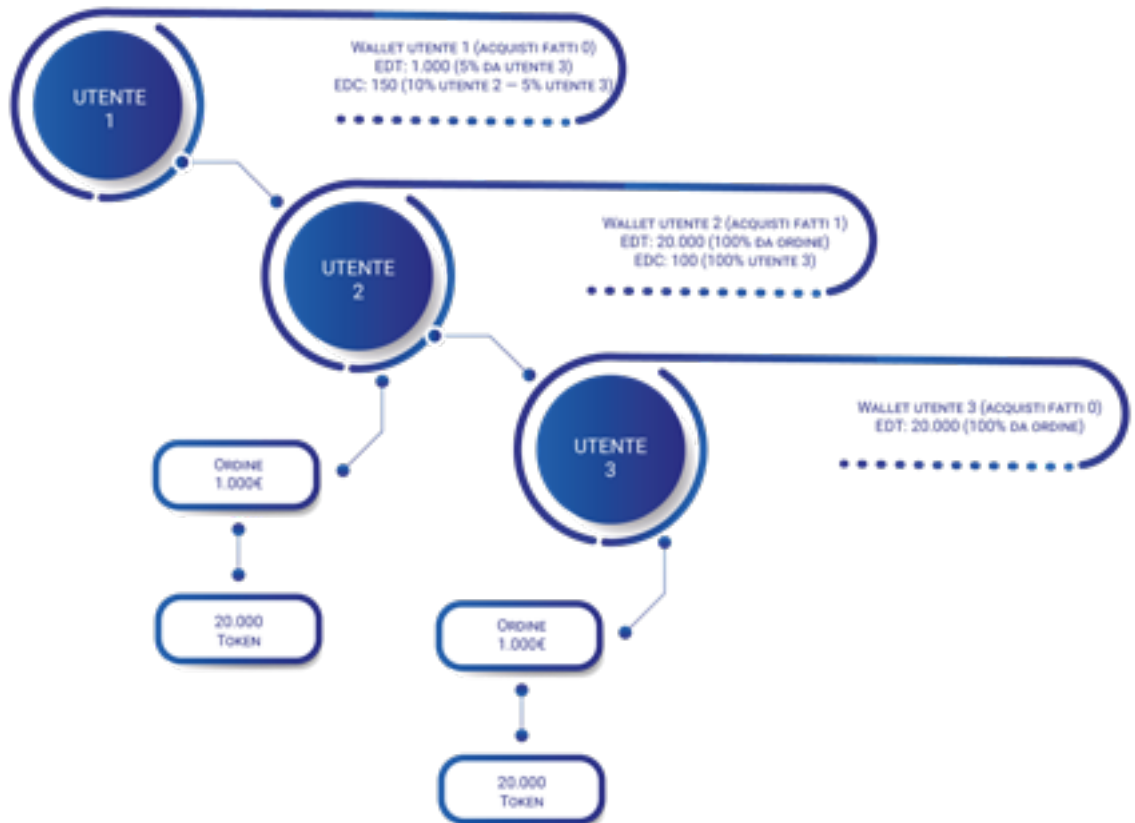 UTENTE
1
WALLET UTENTE 1 (ACQUISTI FATTI 0)
EDT: 1.000 (5% DA UTENTE 3)
EDC: 150 (10% UTENTE 2 — 5% UTENTE 3)
UTENTE
2
WALLET UTENTE 2 (ACQUISTI FATTI 1)
EDT: 20.000 (100% DA ORDINE)
EDC: 100 (100% UTENTE 3)
UTENTE
3
WALLET UTENTE 3 (ACQUISTI FATTI 0)
EDT: 20.000 (100% DA ORDINE)
ORDINE
1.000€
20.000
TOKEN
ORDINE
1.000€
20.000
TOKEN